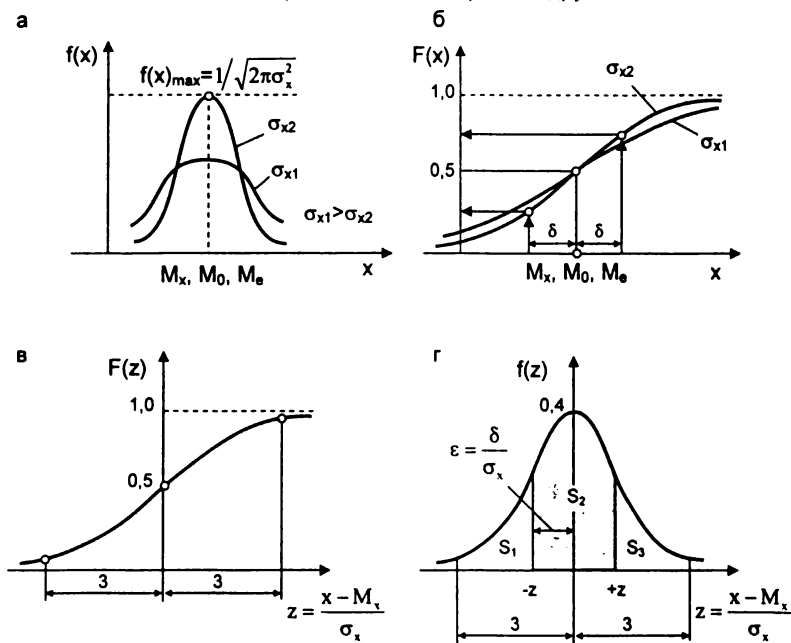 а
f(x)
f(x)max=1/√2πσx²
σx2
σx1
σx1>σx2
Mx, M0, Me
x
б
F(x)
1,0
σx2
σx1
0,5
δ
δ
Mx, M0, Me
x
в
F(z)
1,0
0,5
3
3
z = x − Mx / σx
г
f(z)
0,4
ε = δ / σx
S2
S1
S3
-z
+z
3
3
z = x − Mx / σx